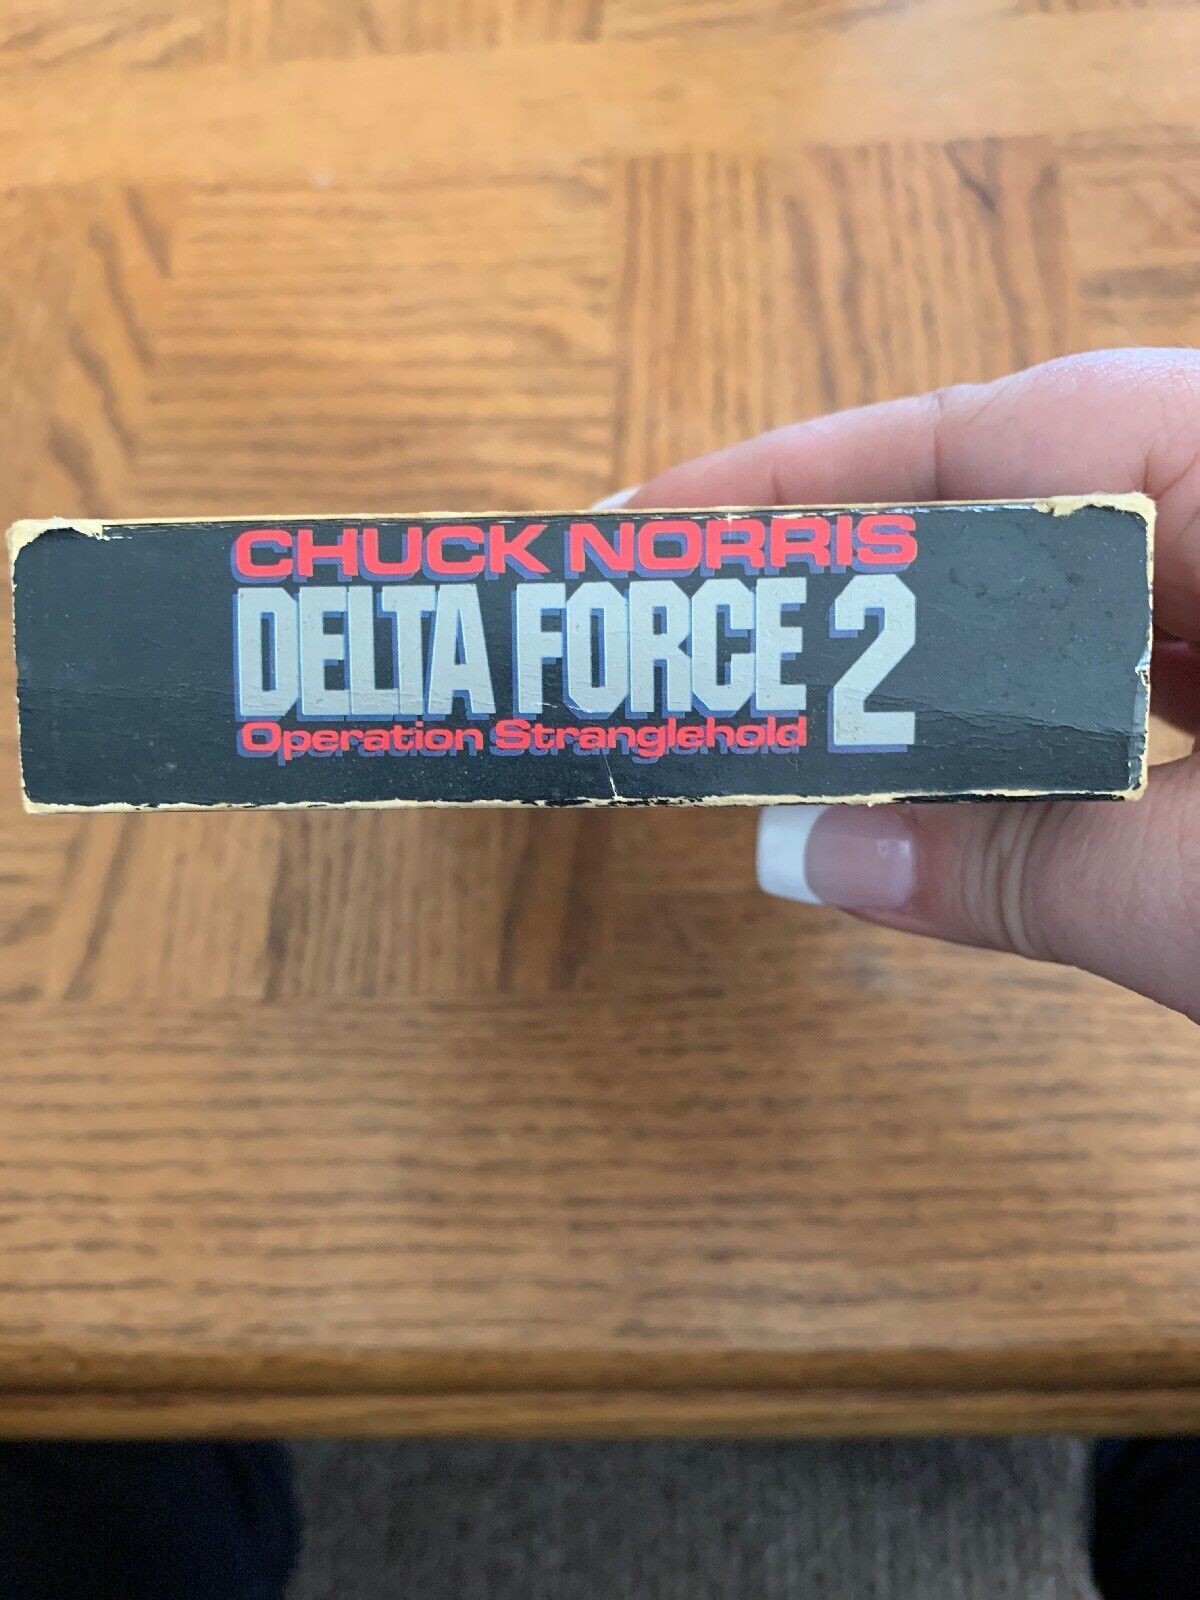 CHUCK NORRIS
DELTA FORCE 2
Operation Stranglehold